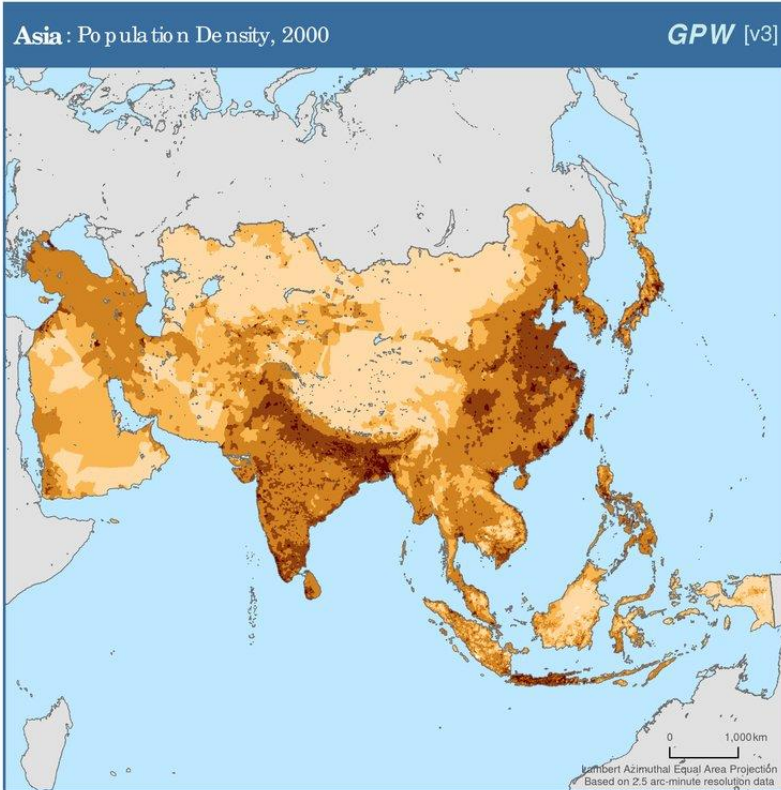 Asia : Population Density, 2000
GPW [v3]
0 1,000 km
Lambert Azimuthal Equal Area Projection
Based on 2.5 arc-minute resolution data